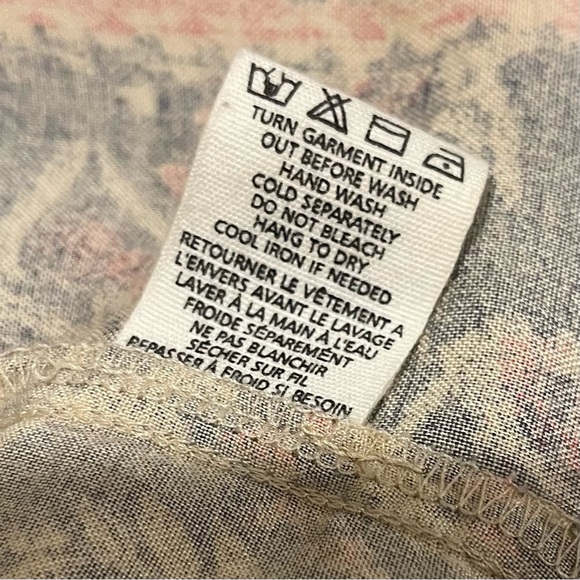 TURN GARMENT INSIDE
OUT BEFORE WASH
HAND WASH
COLD SEPARATELY
DO NOT BLEACH
HANG TO DRY
COOL IRON IF NEEDED
RETOURNER LE VÊTEMENT A
L'ENVERS AVANT LE LAVAGE
LAVER À LA MAIN À L'EAU
FROIDE SÉPAREMENT
NE PAS BLANCHIR
SÉCHER SUR FIL
REPASSER À FROID SI BESOIN